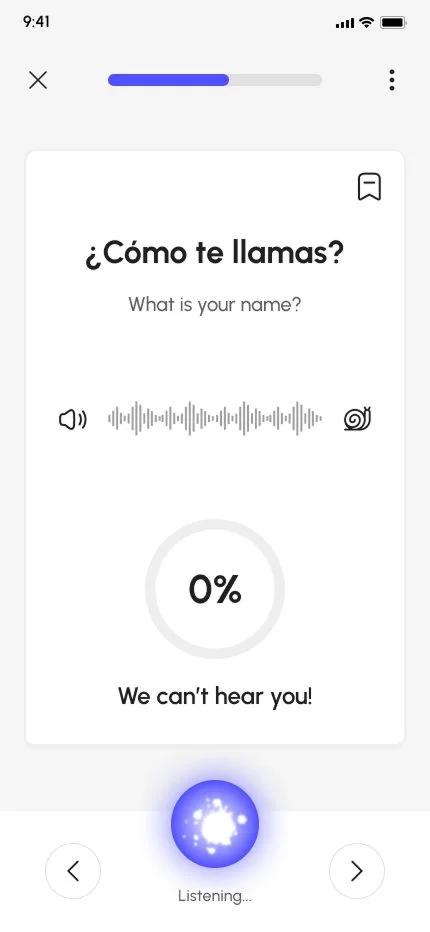 9:41
¿Cómo te llamas?
What is your name?
0%
We can't hear you!
Listening...